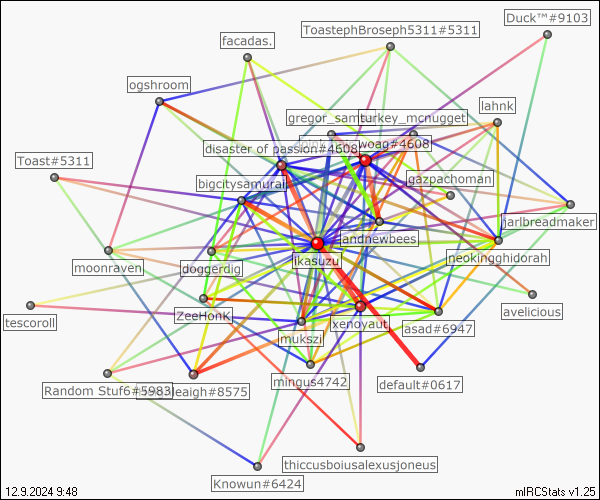 Duck™#9103
ToastephBroseph5311#5311
facadas.
ogshroom
lahnk
gregor_samsa
turkey_mcnugget
woag#4608
disaster of passion#4608
Toast#5311
gazpachoman
bigcitysamurai
jarlbreadmaker
andnewbees
moonraven
doggerdig
ikasuzu
neokingghidorah
avelicious
tescoroll
ZeeHonK
xenoyaut
asad#6947
mukszi
mingus4742
default#0617
Random Stuf6#5983
leaigh#8575
thiccusboiusalexusjoneus
Knowun#6424
12.9.2024 9:48
mIRCStats v1.25